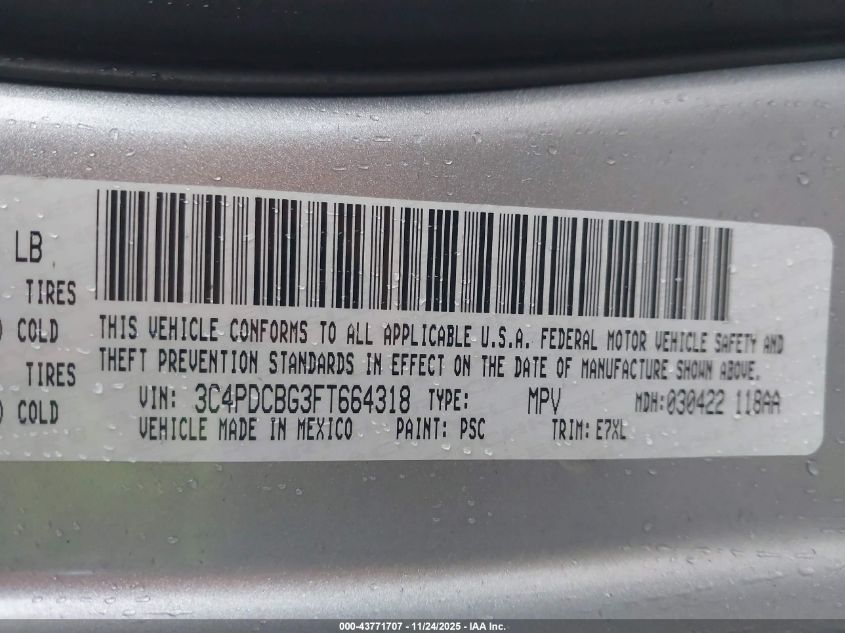 LB
TIRES
) COLD
TIRES
) COLD
THIS VEHICLE CONFORMS TO ALL APPLICABLE U.S.A. FEDERAL MOTOR VEHICLE SAFETY AND
THEFT PREVENTION STANDARDS IN EFFECT ON THE DATE OF MANUFACTURE SHOWN ABOVE.
VIN: 3C4PDCBG3FT664318 TYPE: MPV MDH:030422 118AA
VEHICLE MADE IN MEXICO PAINT: PSC TRIM: E7XL
000-43771707 - 11/24/2025 - IAA Inc.